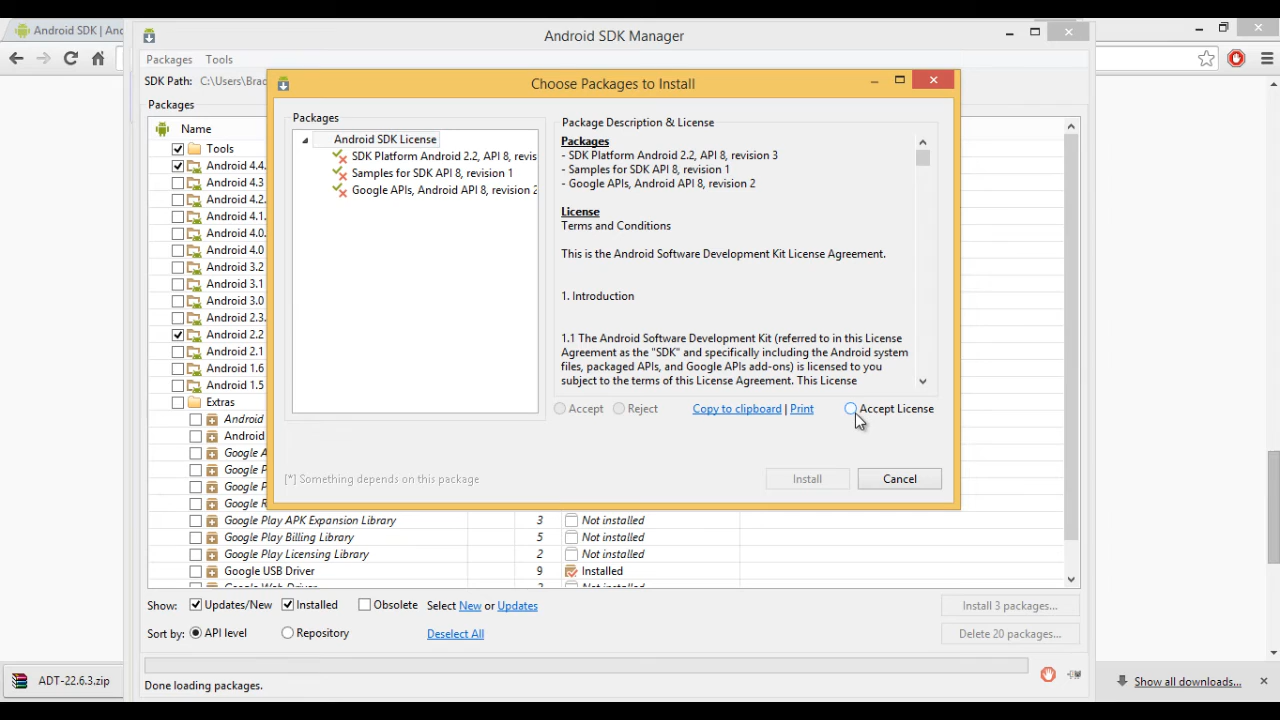 Android SDK | An
Android SDK Manager
Packages Tools
SDK Path: C:\Users\Brad
Packages
Name
Tools
Android 4.4.
Android 4.3
Android 4.2.
Android 4.1.
Android 4.0.
Android 4.0
Android 3.2
Android 3.1
Android 3.0
Android 2.3.
Android 2.2
Android 2.1
Android 1.6
Android 1.5
Extras
Android
Android
Google A
Google P
Google P
Google R
Google Play APK Expansion Library 3 Not installed
Google Play Billing Library 5 Not installed
Google Play Licensing Library 2 Not installed
Google USB Driver 9 Installed
Google Web Driver 2 Not installed
Show: Updates/New Installed Obsolete Select New or Updates Install 3 packages...
Sort by: API level Repository Deselect All Delete 20 packages...
Done loading packages.
Choose Packages to Install
Packages
Android SDK License
SDK Platform Android 2.2, API 8, revis
Samples for SDK API 8, revision 1
Google APIs, Android API 8, revision 2
Package Description & License
Packages
- SDK Platform Android 2.2, API 8, revision 3
- Samples for SDK API 8, revision 1
- Google APIs, Android API 8, revision 2
License
Terms and Conditions
This is the Android Software Development Kit License Agreement.
1. Introduction
1.1 The Android Software Development Kit (referred to in this License
Agreement as the "SDK" and specifically including the Android system
files, packaged APIs, and Google APIs add-ons) is licensed to you
subject to the terms of this License Agreement. This License
Accept Reject Copy to clipboard | Print Accept License
[*] Something depends on this package Install Cancel
ADT-22.6.3.zip Show all downloads...